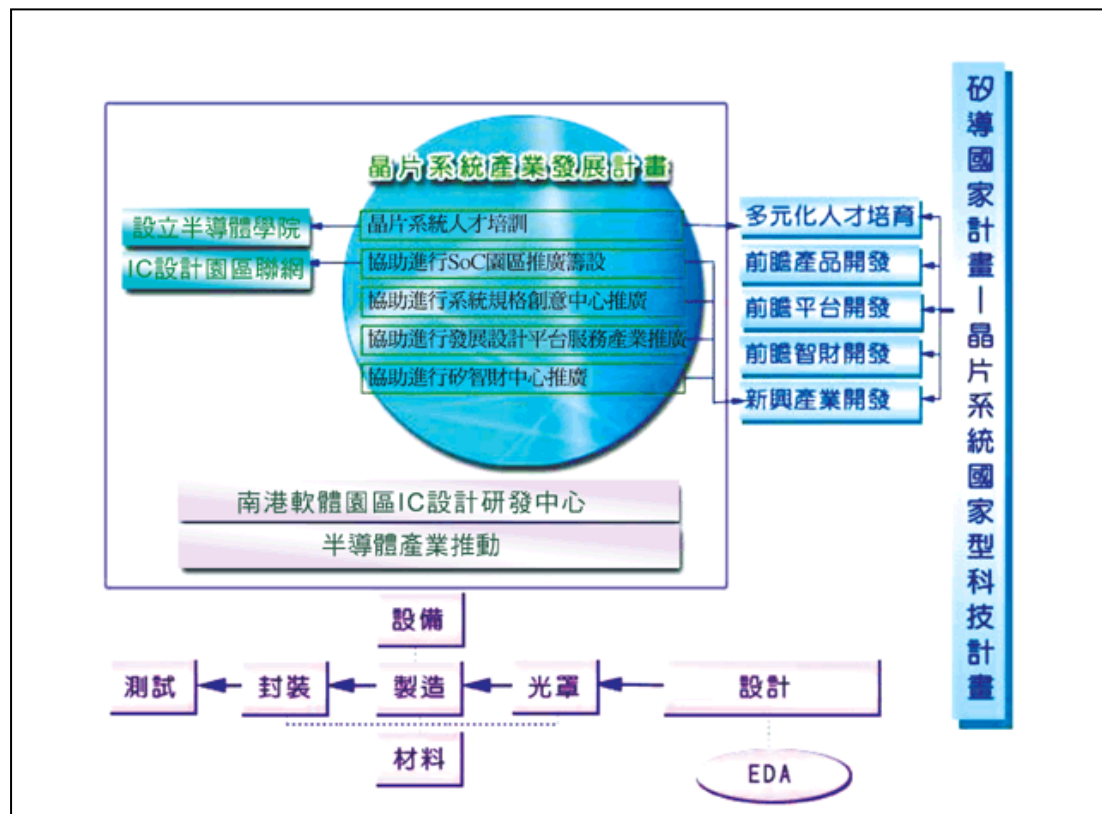 晶片系統產業發展計畫
設立半導體學院
IC設計園區聯網
晶片系統人才培訓
協助進行SoC園區推廣籌設
協助進行系統規格創意中心推廣
協助進行發展設計平台服務產業推廣
協助進行矽智財中心推廣
多元化人才培育
前瞻產品開發
前瞻平台開發
前瞻智財開發
新興產業開發
矽導國家計畫－晶片系統國家型科技計畫
南港軟體園區IC設計研發中心
半導體產業推動
設備
測試
封裝
製造
光罩
設計
材料
EDA